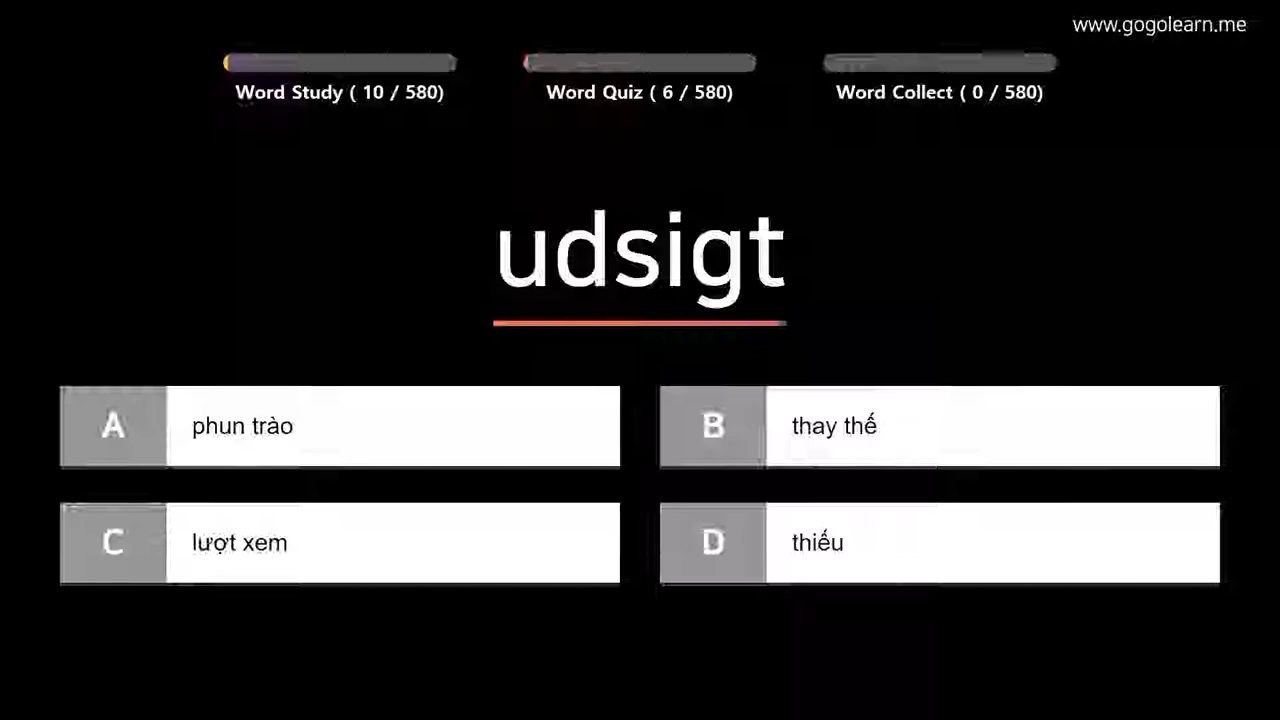 www.gogolearn.me
Word Study ( 10 / 580)
Word Quiz ( 6 / 580)
Word Collect ( 0 / 580)
udsigt
A phun trào
B thay thế
C lượt xem
D thiếu